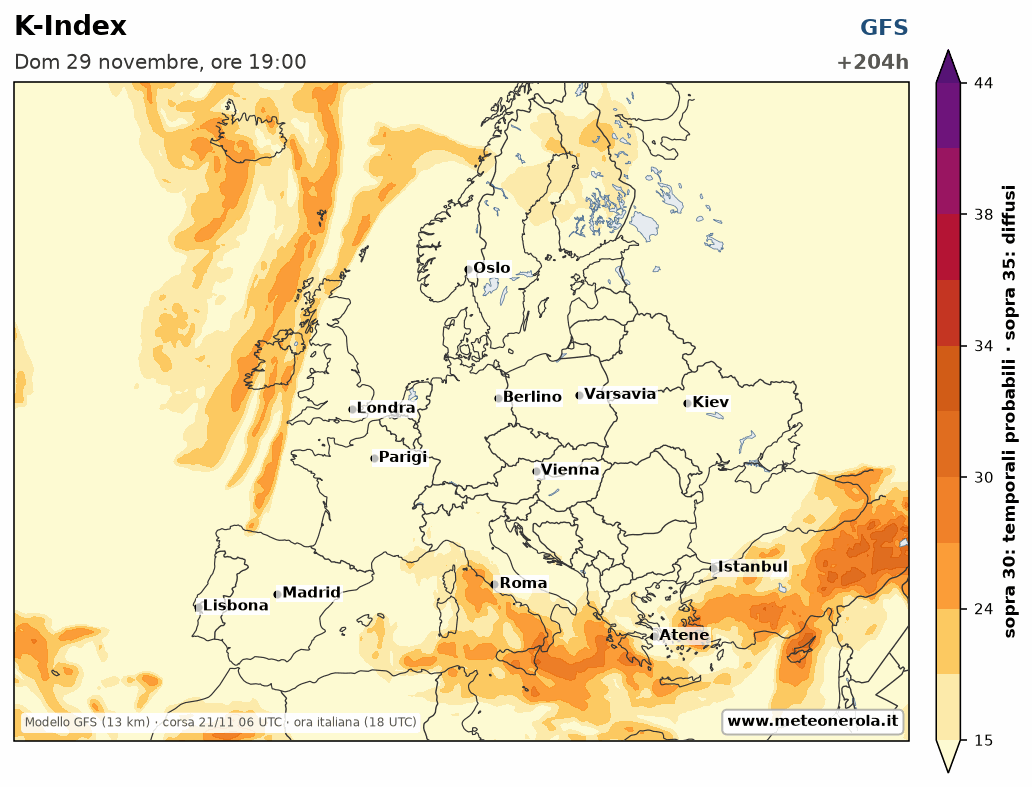 K-Index
GFS
Dom 29 novembre, ore 19:00
+204h
Oslo
Berlino
Varsavia
Londra
Kiev
Parigi
Vienna
Istanbul
Roma
Madrid
Lisbona
Atene
Modello GFS (13 km) · corsa 21/11 06 UTC · ora italiana (18 UTC)
www.meteonerola.it
44
38
34
30
24
15
sopra 30: temporali probabili · sopra 35: diffusi